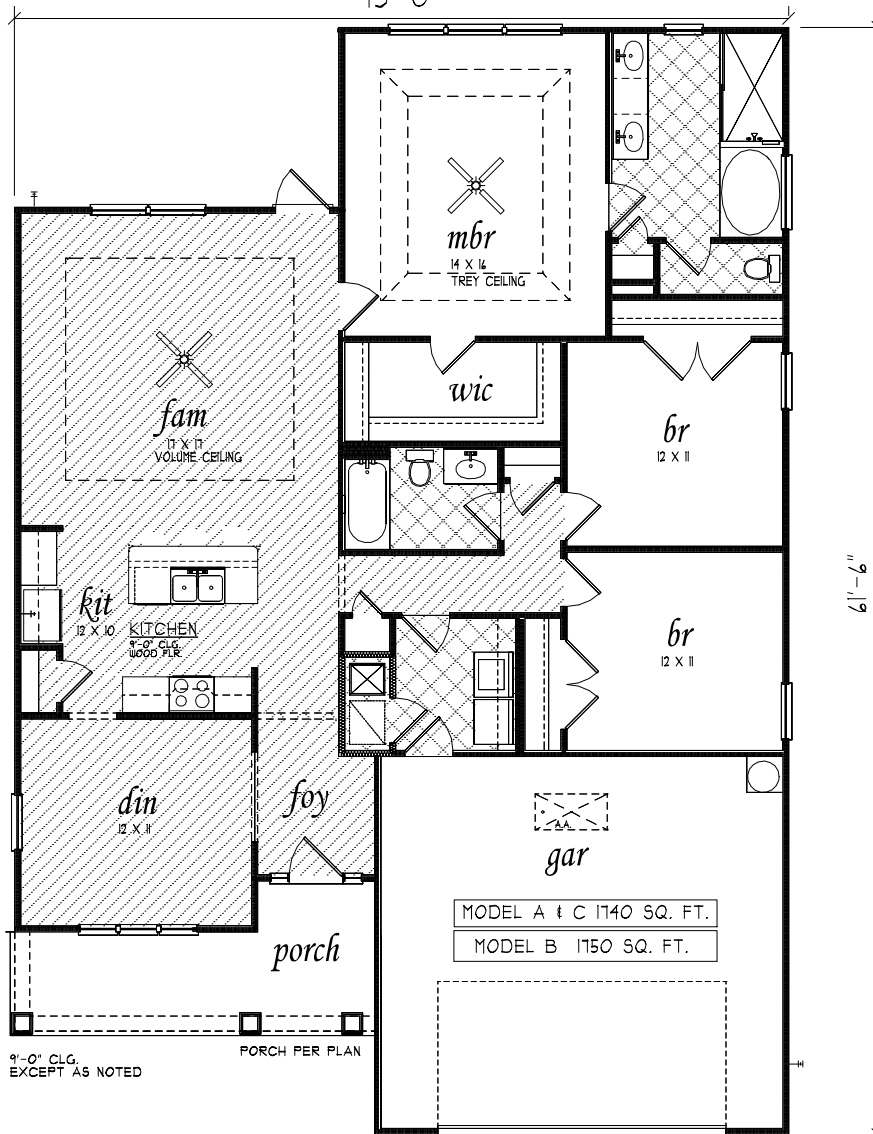 mbr
14 X 16
TREY CEILING
fam
17 X 17
VOLUME CEILING
wic
br
12 X 11
61'-6"
kit
12 X 10
KITCHEN
9'-0" CLG.
WOOD FLR.
br
12 X 11
din
12 X 11
foy
A.A.
gar
MODEL A & C 1740 SQ. FT.
MODEL B 1750 SQ. FT.
porch
PORCH PER PLAN
9'-0" CLG.
EXCEPT AS NOTED